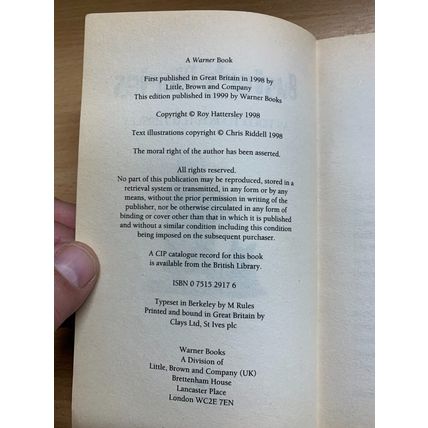 A Warner Book
First published in Great Britain in 1998 by
Little, Brown and Company
This edition published in 1999 by Warner Books
Copyright © Roy Hattersley 1998
Text illustrations copyright © Chris Riddell 1998
The moral right of the author has been asserted.
All rights reserved.
No part of this publication may be reproduced, stored in a
retrieval system or transmitted, in any form or by any
means, without the prior permission in writing of the
publisher, nor be otherwise circulated in any form of
binding or cover other than that in which it is published
and without a similar condition including this condition
being imposed on the subsequent purchaser.
A CIP catalogue record for this book
is available from the British Library.
ISBN 0 7515 2917 6
Typeset in Berkeley by M Rules
Printed and bound in Great Britain by
Clays Ltd, St Ives plc
Warner Books
A Division of
Little, Brown and Company (UK)
Brettenham House
Lancaster Place
London WC2E 7EN